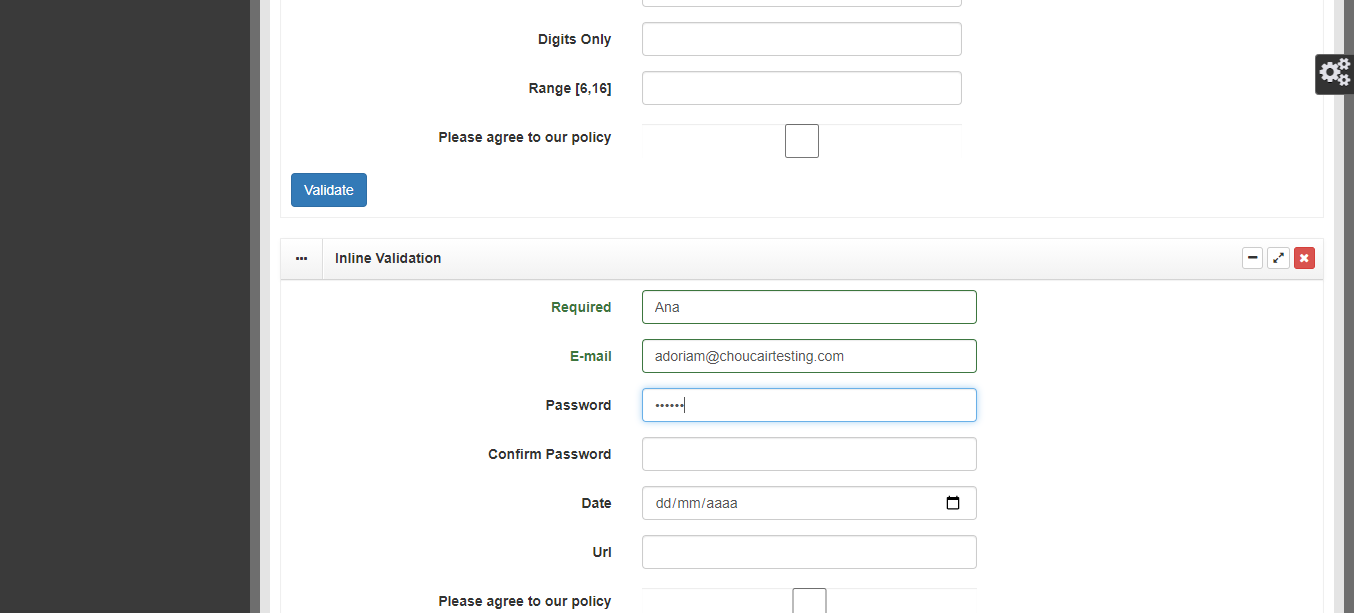 Digits Only
Range [6,16]
Please agree to our policy
Validate
Inline Validation
Required Ana
E-mail adoriam@choucairtesting.com
Password ••••••
Confirm Password
Date dd/mm/aaaa
Url
Please agree to our policy